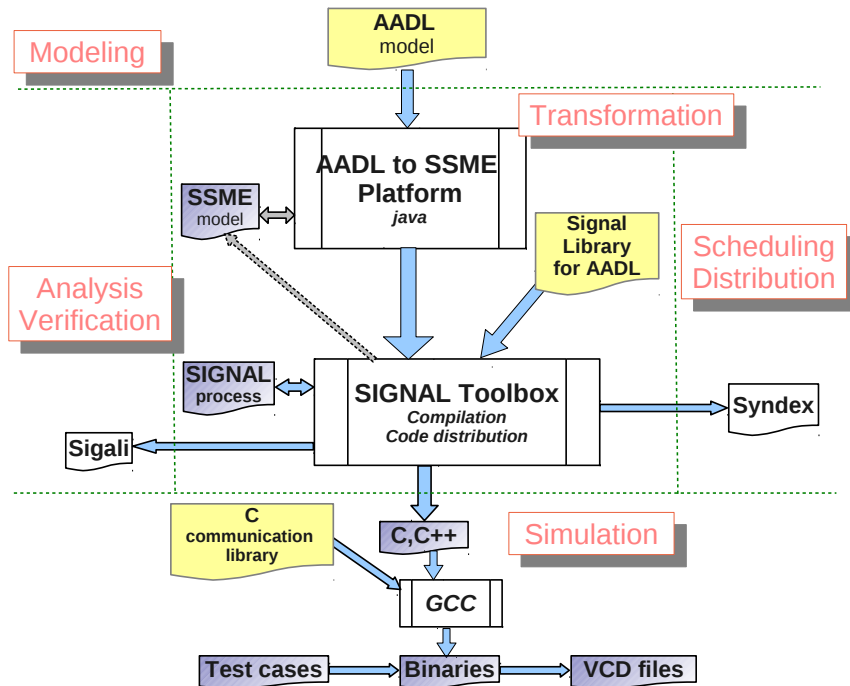 AADL
model
Modeling
Transformation
AADL to SSME
Platform
java
SSME
model
Signal
Library
for AADL
Scheduling
Distribution
Analysis
Verification
SIGNAL
process
SIGNAL Toolbox
Compilation
Code distribution
Syndex
Sigali
C
communication
library
C,C++
Simulation
GCC
Test cases
Binaries
VCD files